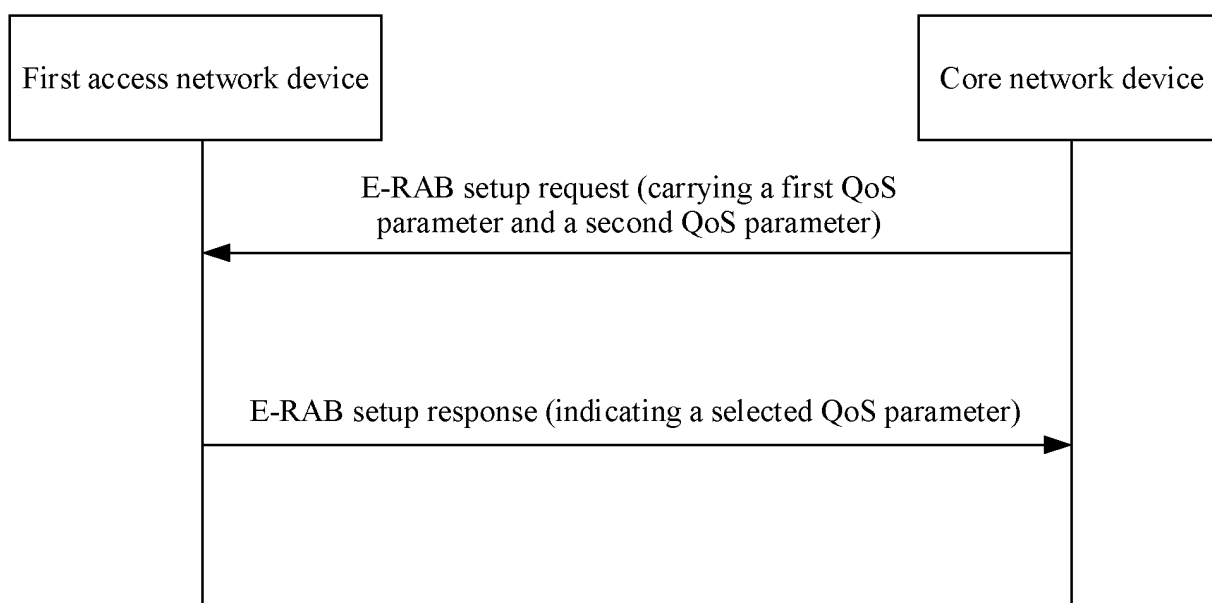 First access network device
Core network device
E-RAB setup request (carrying a first QoS
parameter and a second QoS parameter)
E-RAB setup response (indicating a selected QoS parameter)